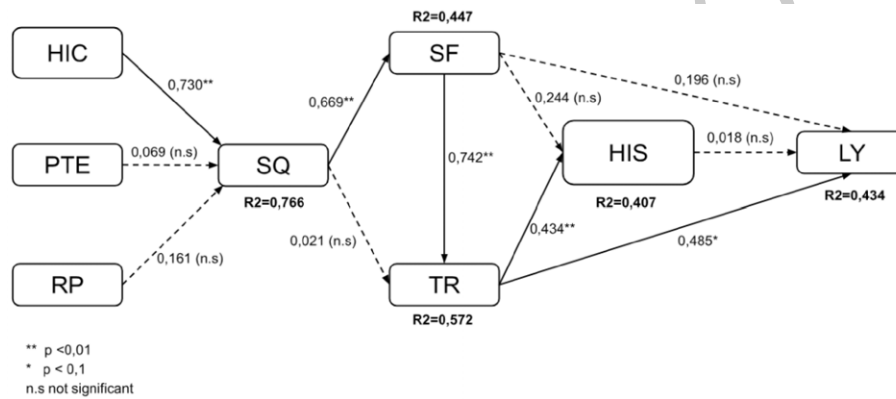 R2=0,447
HIC
SF
0,730**
0,196 (n.s)
0,669**
0,244 (n.s)
PTE
0,069 (n.s)
SQ
0,742**
HIS
0,018 (n.s)
LY
R2=0,766
R2=0,407
R2=0,434
0,021 (n.s)
0,434**
0,485*
0,161 (n.s)
RP
TR
R2=0,572
** p <0,01
* p < 0,1
n.s not significant